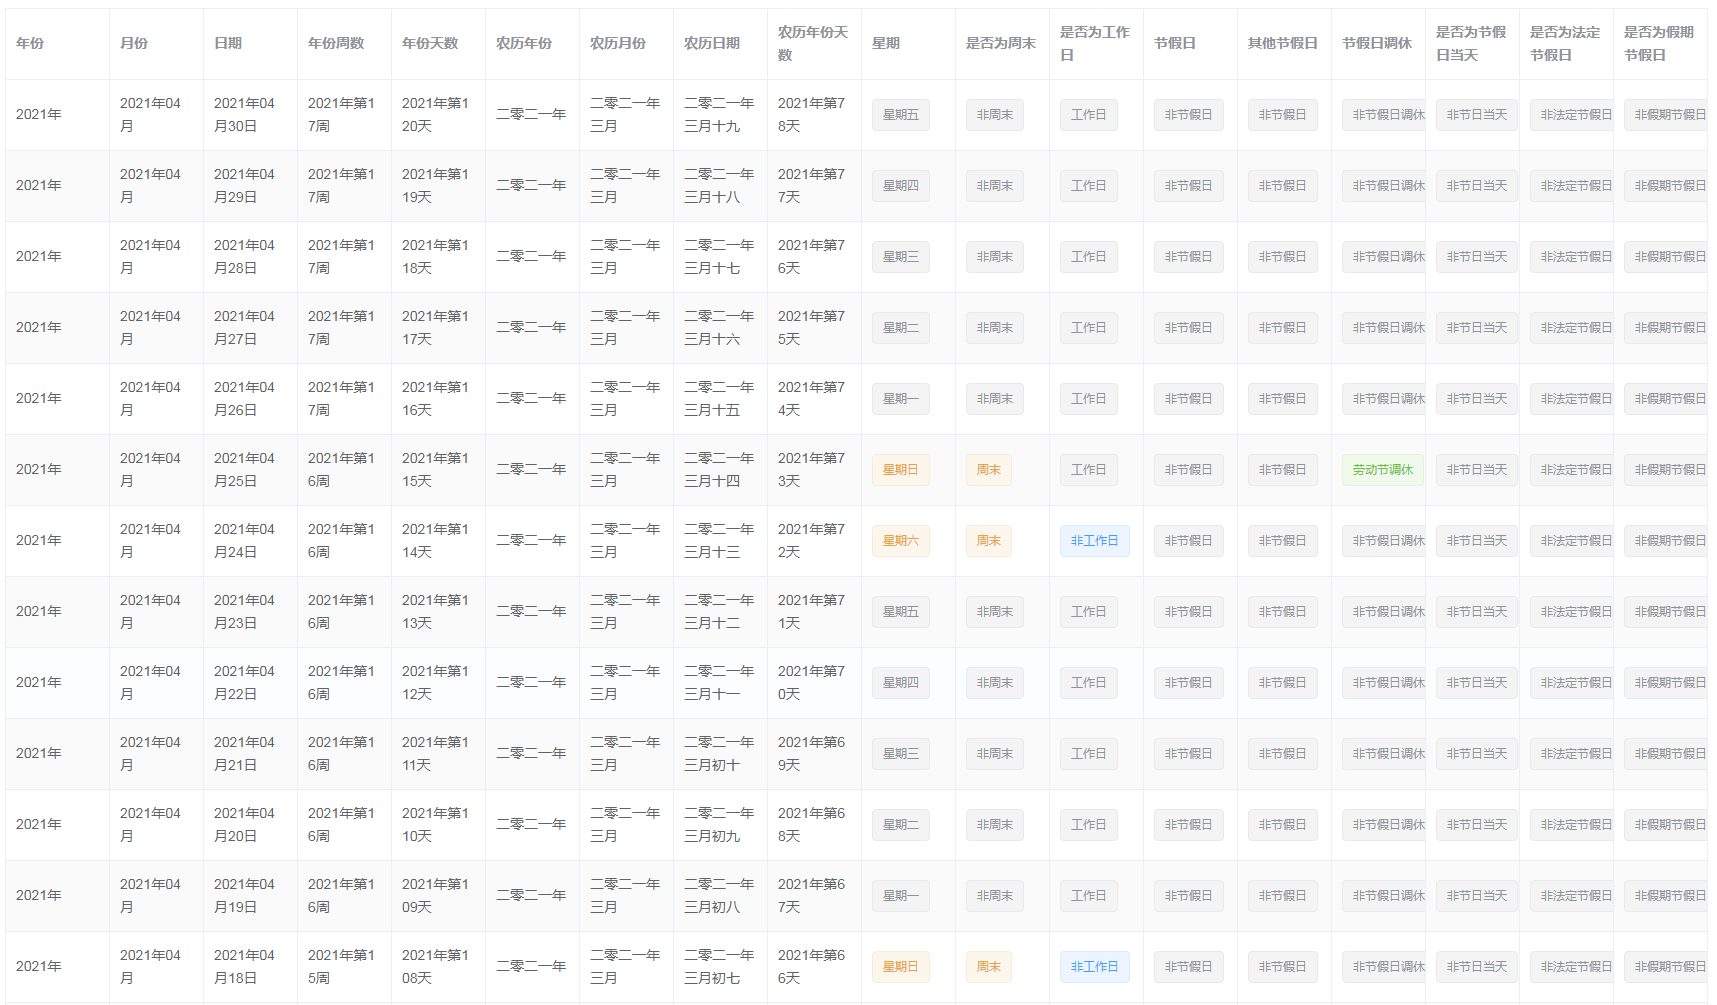 年份 月份 日期 年份周数 年份天数 农历年份 农历月份 农历日期 农历年份天数 星期 是否为周末 是否为工作日 节假日 其他节假日 节假日调休 是否为节假日当天 是否为法定节假日 是否为假期节假日
2021年 2021年04月 2021年04月30日 2021年第17周 2021年第120天 二零二一年 二零二一年三月 二零二一年三月十九 2021年第78天 星期五 非周末 工作日 非节假日 非节假日 非节假日调休 非节日当天 非法定节假日 非假期节假日
2021年 2021年04月 2021年04月29日 2021年第17周 2021年第119天 二零二一年 二零二一年三月 二零二一年三月十八 2021年第77天 星期四 非周末 工作日 非节假日 非节假日 非节假日调休 非节日当天 非法定节假日 非假期节假日
2021年 2021年04月 2021年04月28日 2021年第17周 2021年第118天 二零二一年 二零二一年三月 二零二一年三月十七 2021年第76天 星期三 非周末 工作日 非节假日 非节假日 非节假日调休 非节日当天 非法定节假日 非假期节假日
2021年 2021年04月 2021年04月27日 2021年第17周 2021年第117天 二零二一年 二零二一年三月 二零二一年三月十六 2021年第75天 星期二 非周末 工作日 非节假日 非节假日 非节假日调休 非节日当天 非法定节假日 非假期节假日
2021年 2021年04月 2021年04月26日 2021年第17周 2021年第116天 二零二一年 二零二一年三月 二零二一年三月十五 2021年第74天 星期一 非周末 工作日 非节假日 非节假日 非节假日调休 非节日当天 非法定节假日 非假期节假日
2021年 2021年04月 2021年04月25日 2021年第16周 2021年第115天 二零二一年 二零二一年三月 二零二一年三月十四 2021年第73天 星期日 周末 工作日 非节假日 非节假日 劳动节调休 非节日当天 非法定节假日 非假期节假日
2021年 2021年04月 2021年04月24日 2021年第16周 2021年第114天 二零二一年 二零二一年三月 二零二一年三月十三 2021年第72天 星期六 周末 非工作日 非节假日 非节假日 非节假日调休 非节日当天 非法定节假日 非假期节假日
2021年 2021年04月 2021年04月23日 2021年第16周 2021年第113天 二零二一年 二零二一年三月 二零二一年三月十二 2021年第71天 星期五 非周末 工作日 非节假日 非节假日 非节假日调休 非节日当天 非法定节假日 非假期节假日
2021年 2021年04月 2021年04月22日 2021年第16周 2021年第112天 二零二一年 二零二一年三月 二零二一年三月十一 2021年第70天 星期四 非周末 工作日 非节假日 非节假日 非节假日调休 非节日当天 非法定节假日 非假期节假日
2021年 2021年04月 2021年04月21日 2021年第16周 2021年第111天 二零二一年 二零二一年三月 二零二一年三月初十 2021年第69天 星期三 非周末 工作日 非节假日 非节假日 非节假日调休 非节日当天 非法定节假日 非假期节假日
2021年 2021年04月 2021年04月20日 2021年第16周 2021年第110天 二零二一年 二零二一年三月 二零二一年三月初九 2021年第68天 星期二 非周末 工作日 非节假日 非节假日 非节假日调休 非节日当天 非法定节假日 非假期节假日
2021年 2021年04月 2021年04月19日 2021年第16周 2021年第109天 二零二一年 二零二一年三月 二零二一年三月初八 2021年第67天 星期一 非周末 工作日 非节假日 非节假日 非节假日调休 非节日当天 非法定节假日 非假期节假日
2021年 2021年04月 2021年04月18日 2021年第15周 2021年第108天 二零二一年 二零二一年三月 二零二一年三月初七 2021年第66天 星期日 周末 非工作日 非节假日 非节假日 非节假日调休 非节日当天 非法定节假日 非假期节假日